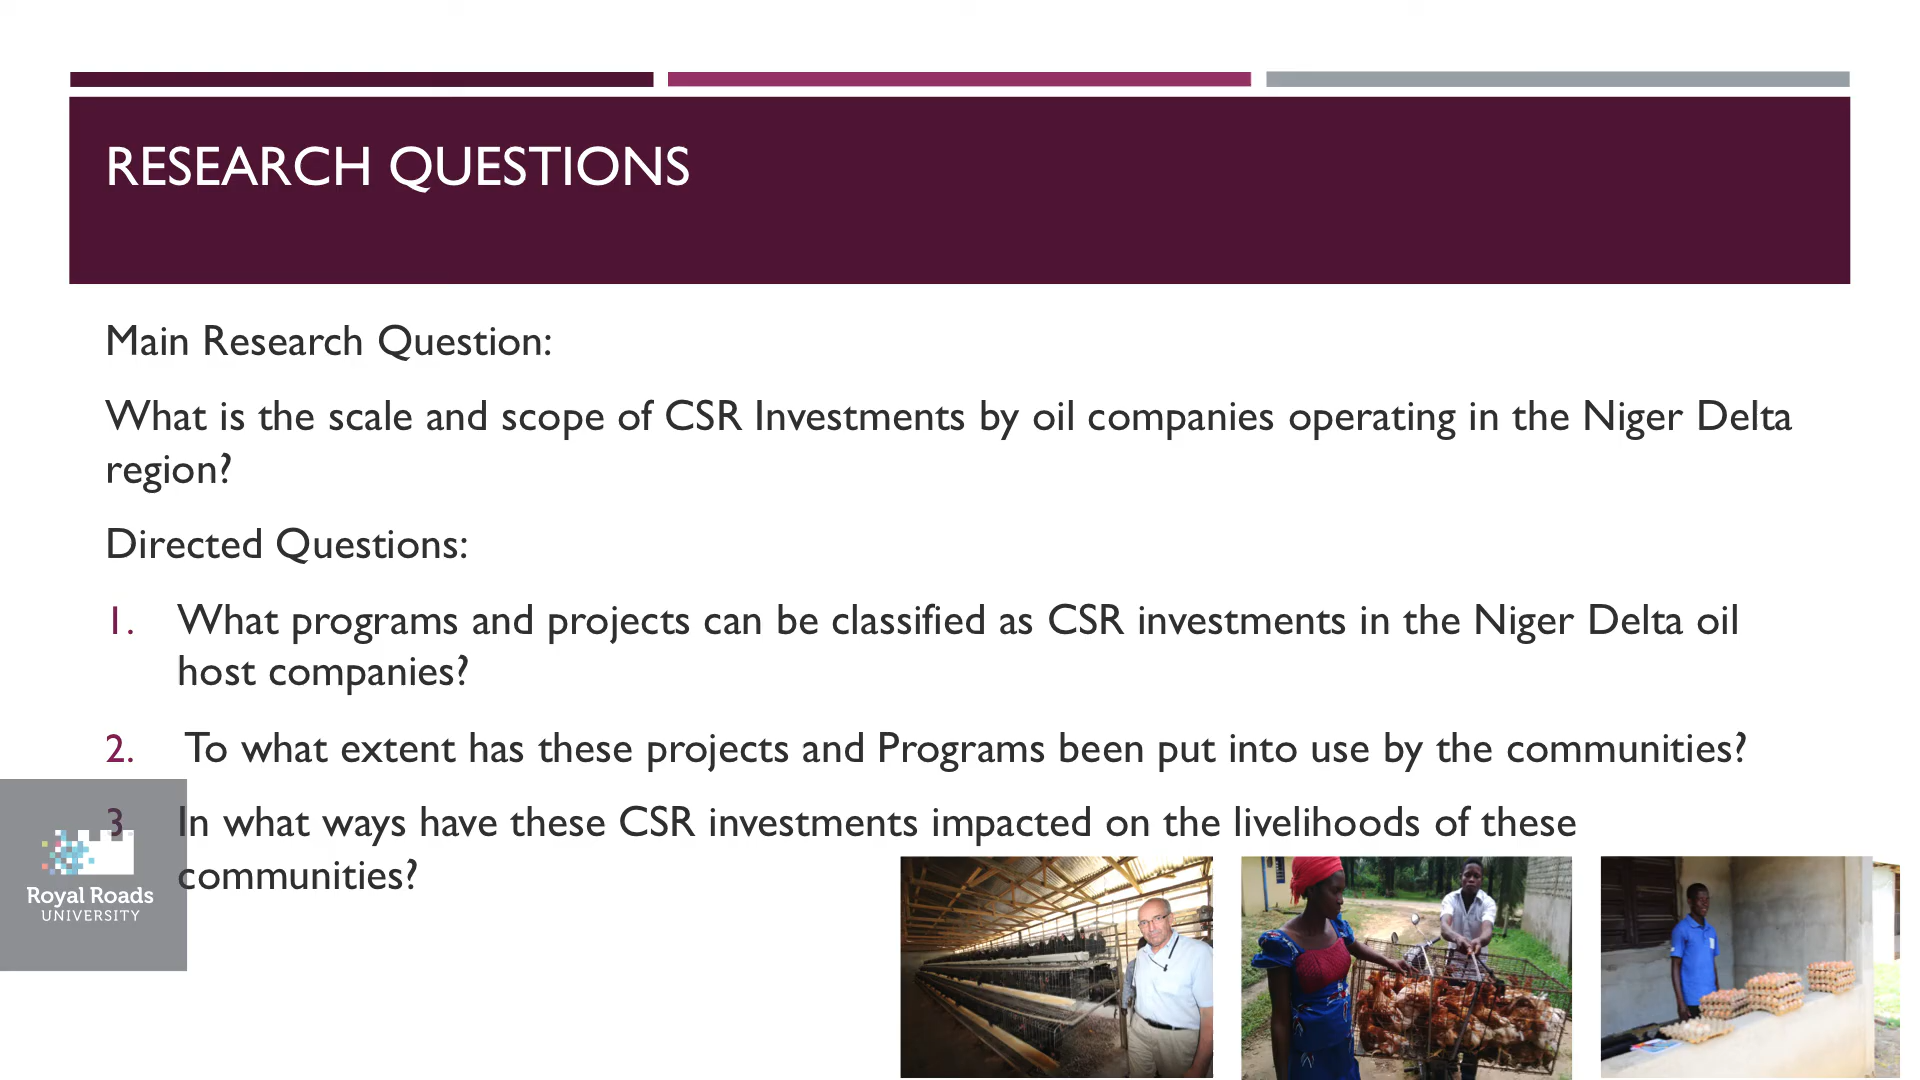 RESEARCH QUESTIONS
Main Research Question:
What is the scale and scope of CSR Investments by oil companies operating in the Niger Delta
region?
Directed Questions:
1. What programs and projects can be classified as CSR investments in the Niger Delta oil
host companies?
2. To what extent has these projects and Programs been put into use by the communities?
3. In what ways have these CSR investments impacted on the livelihoods of these
communities?
Royal Roads
UNIVERSITY